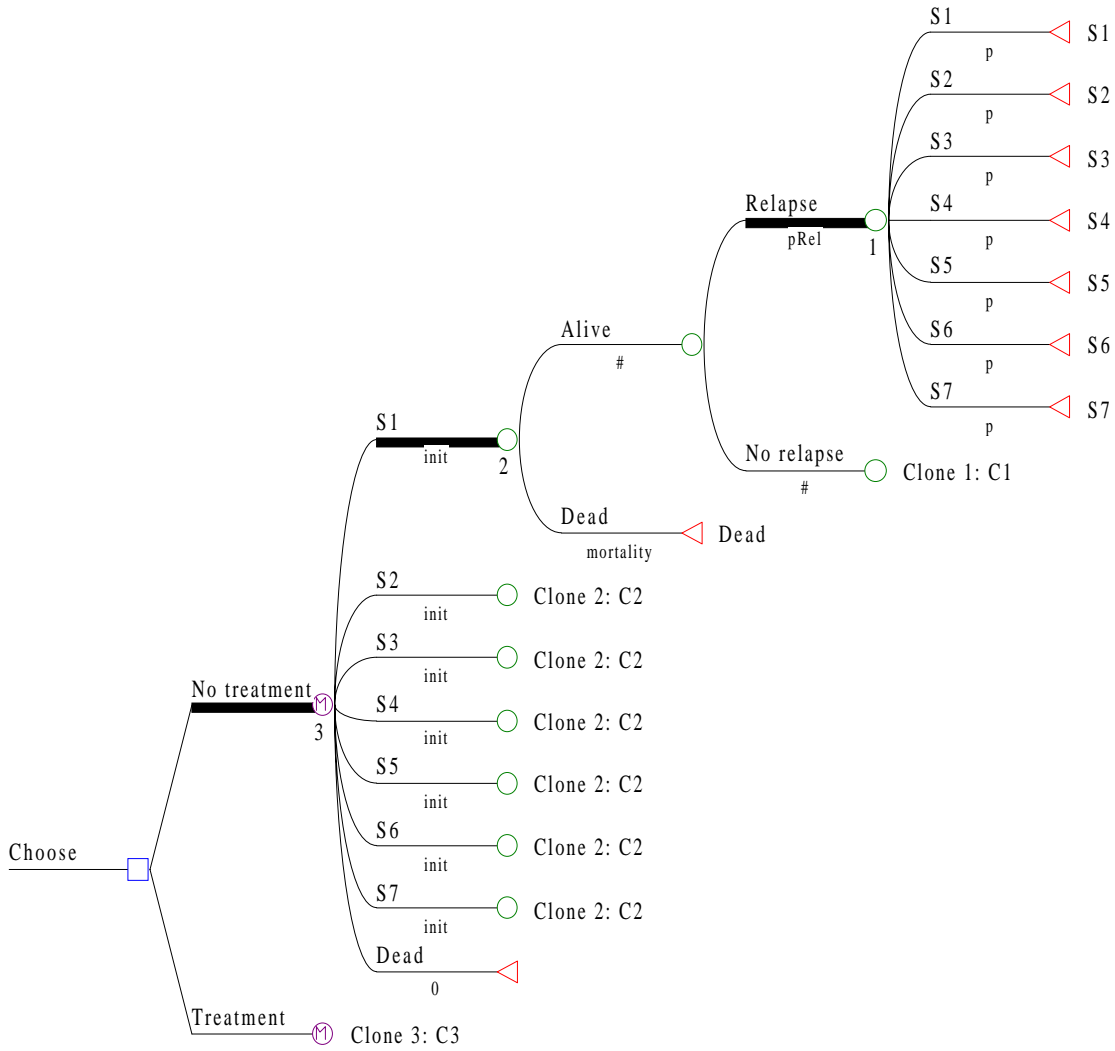 S1
p
S1
S2
p
S2
S3
p
S3
Relapse
pRel
1
S4
p
S4
S5
p
S5
Alive
#
S6
p
S6
S7
p
S7
S1
init
2
No relapse
#
Clone 1: C1
Dead
mortality
Dead
S2
init
Clone 2: C2
S3
init
Clone 2: C2
No treatment
M
3
S4
init
Clone 2: C2
S5
init
Clone 2: C2
S6
init
Clone 2: C2
Choose
S7
init
Clone 2: C2
Dead
0
Treatment
M
Clone 3: C3